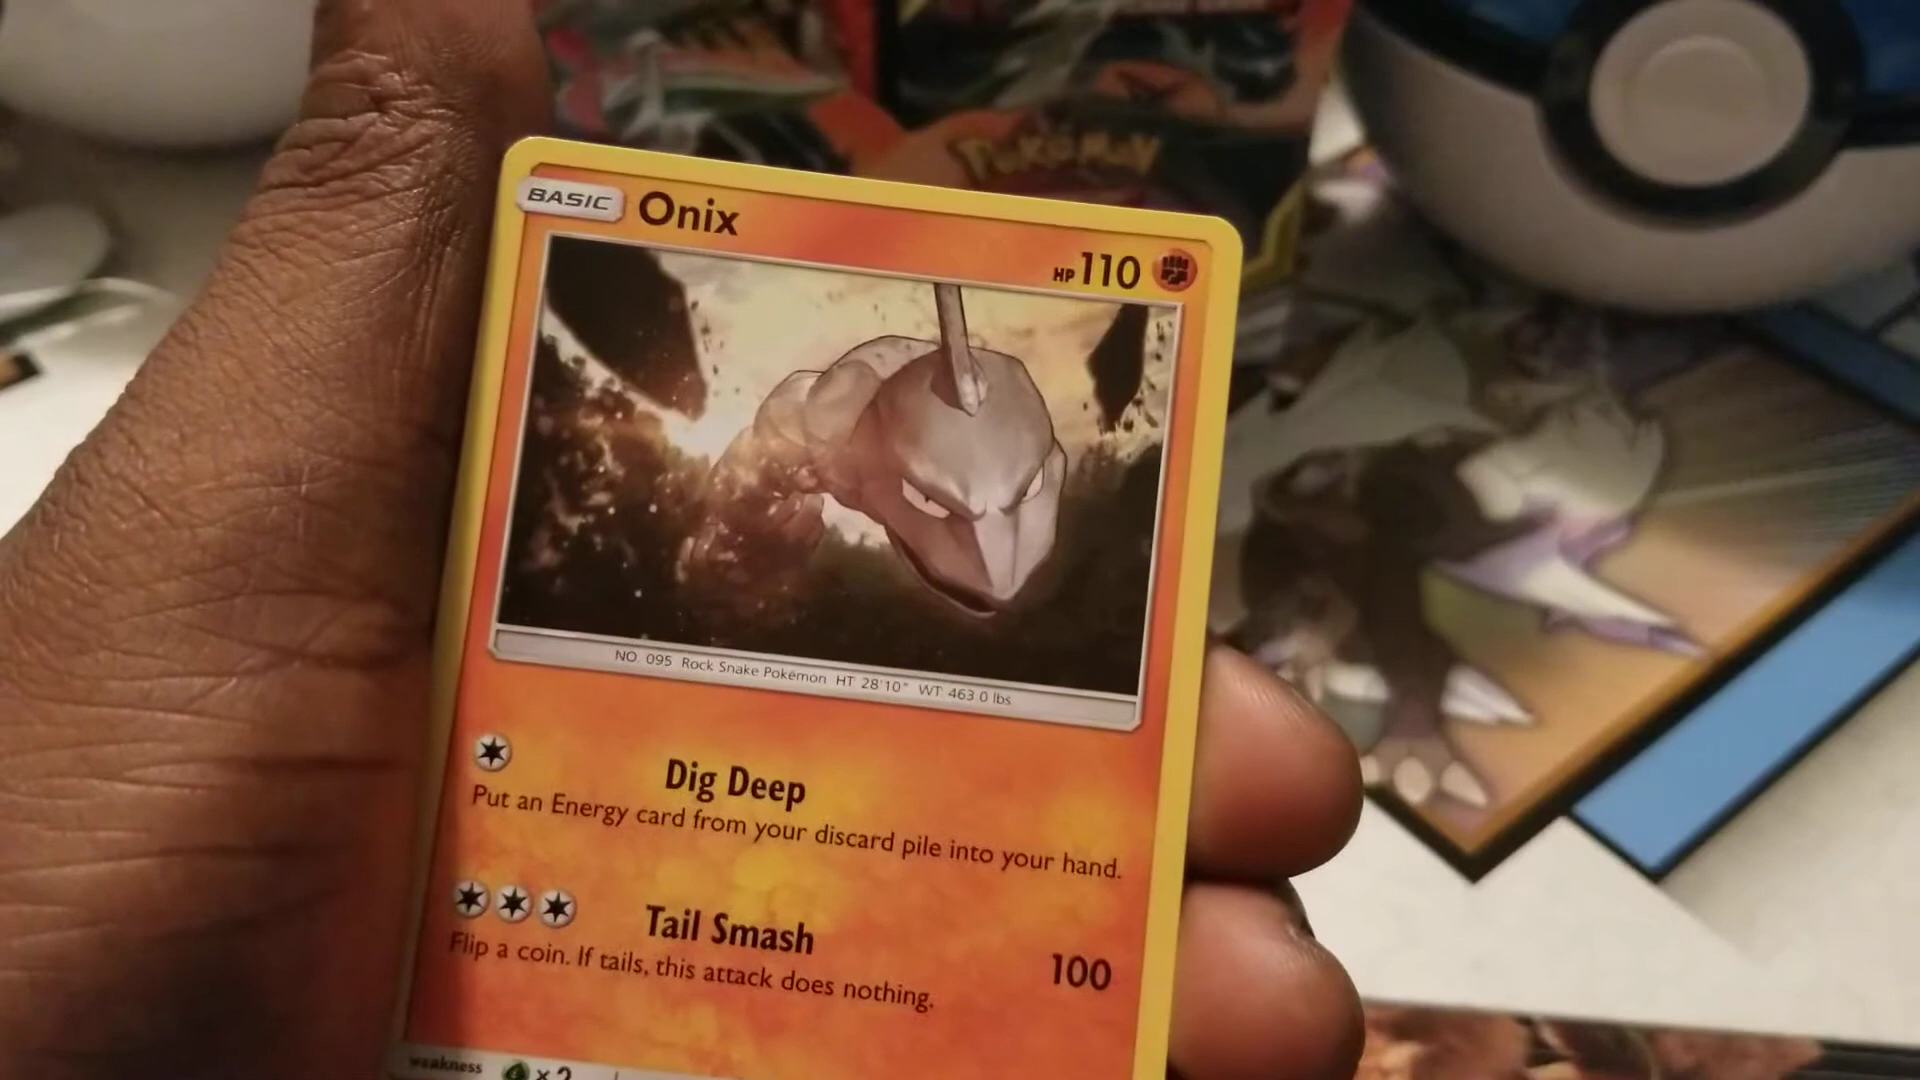 Pokémon
BASIC Onix
HP 110
NO. 095 Rock Snake Pokémon HT: 28'10" WT: 463.0 lbs
Dig Deep
Put an Energy card from your discard pile into your hand.
Tail Smash
100
Flip a coin. If tails, this attack does nothing.
weakness
×2